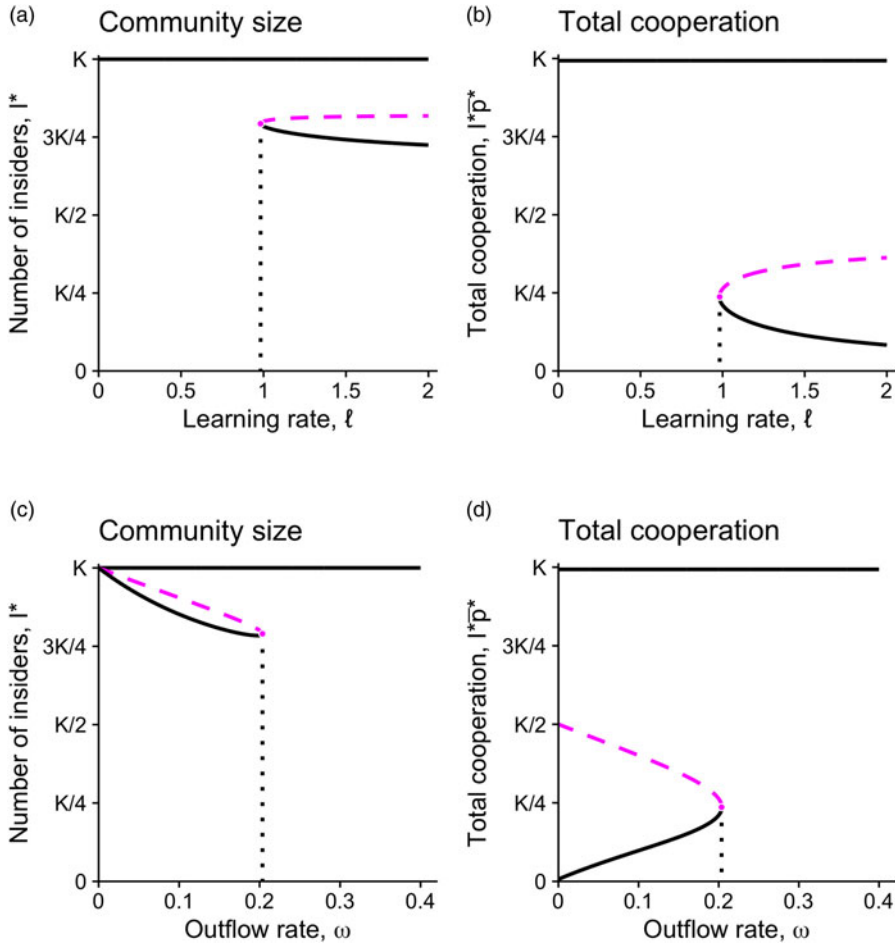 (a)
Community size
Number of insiders, I*
K
3K/4
K/2
K/4
0
0
0.5
1
1.5
2
Learning rate, ℓ
(b)
Total cooperation
Total cooperation, I*p̅*
K
3K/4
K/2
K/4
0
0
0.5
1
1.5
2
Learning rate, ℓ
(c)
Community size
Number of insiders, I*
K
3K/4
K/2
K/4
0
0
0.1
0.2
0.3
0.4
Outflow rate, ω
(d)
Total cooperation
Total cooperation, I*p̅*
K
3K/4
K/2
K/4
0
0
0.1
0.2
0.3
0.4
Outflow rate, ω